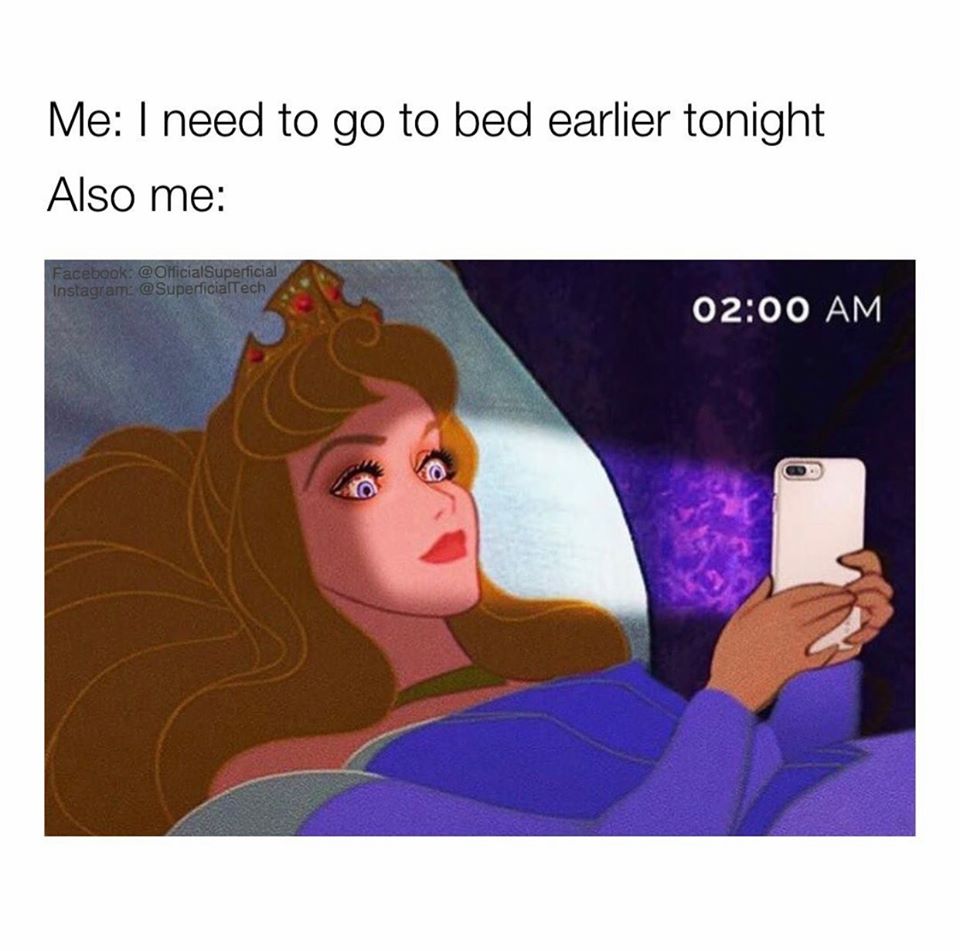 Me: I need to go to bed earlier tonight
Also me:
Facebook: @OfficialSuperficial
Instagram: @SuperficialTech
02:00 AM